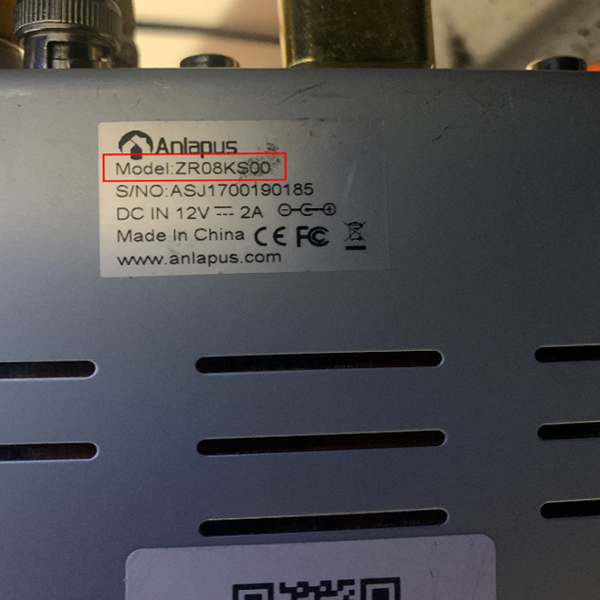 Anlapus
Model:ZR08KS00
S/NO:ASJ1700190185
DC IN 12V⎓2A
Made In China CE FC
www.anlapus.com